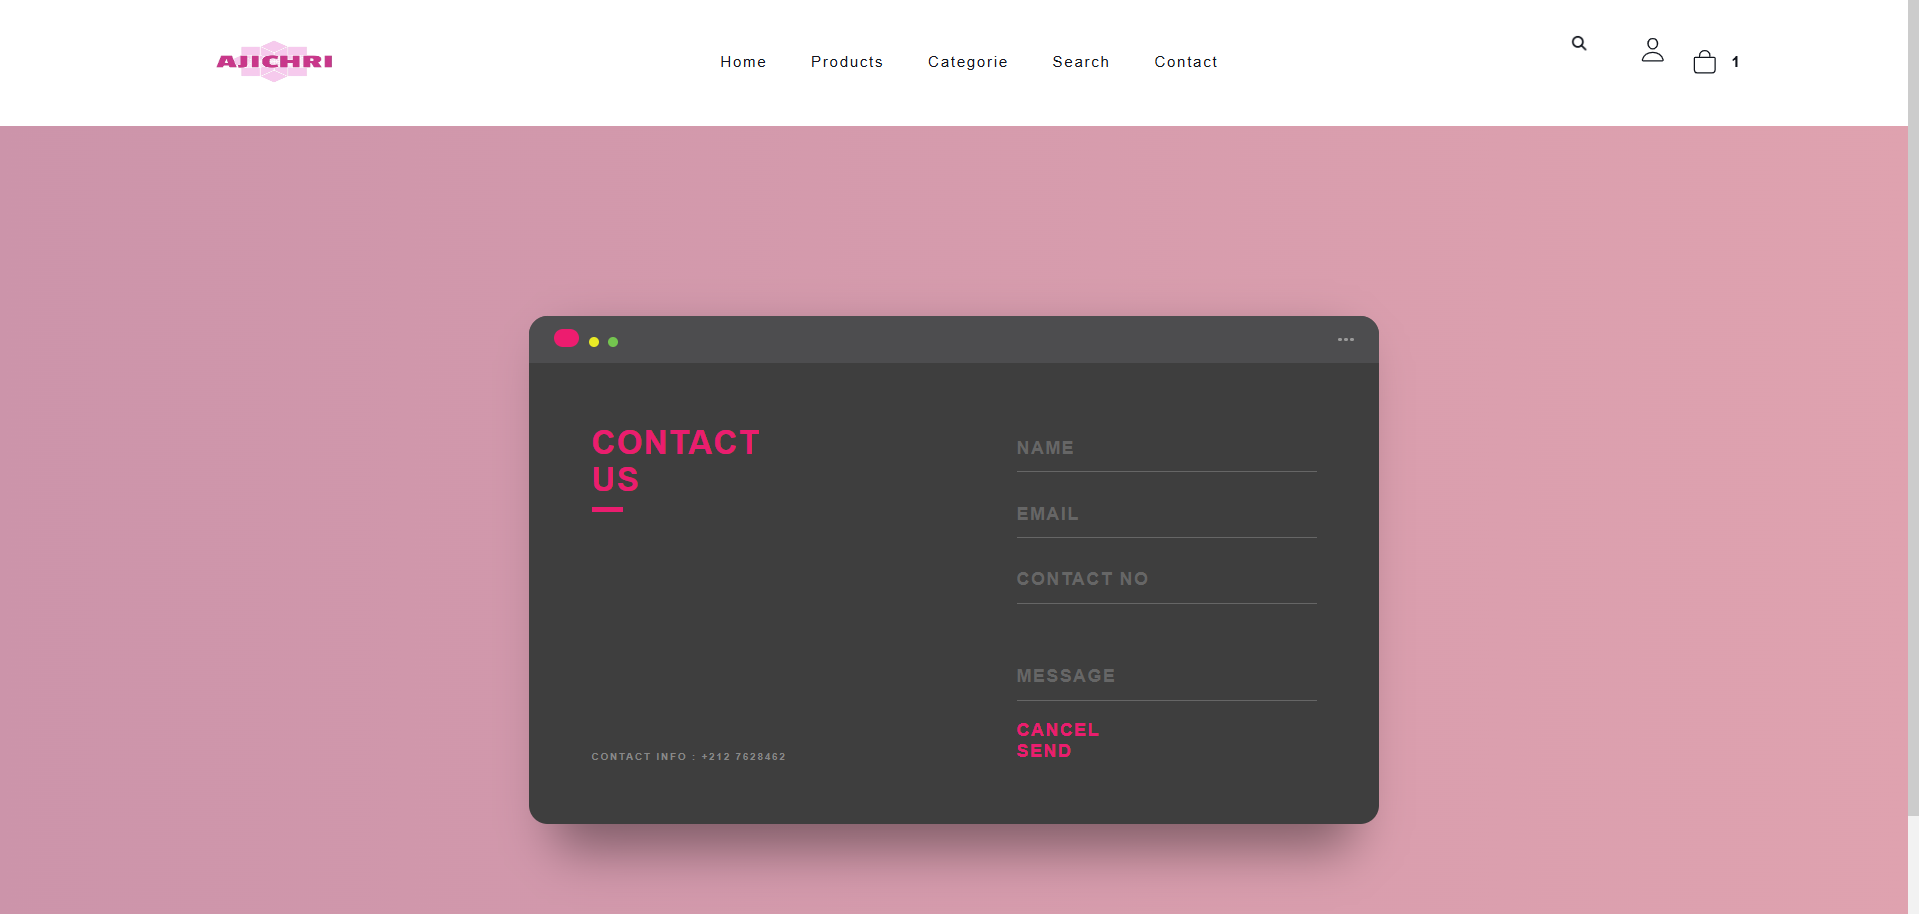 AJICHRI
Home Products Categorie Search Contact
1
CONTACT
US
NAME
EMAIL
CONTACT NO
MESSAGE
CANCEL
SEND
CONTACT INFO : +212 7628462